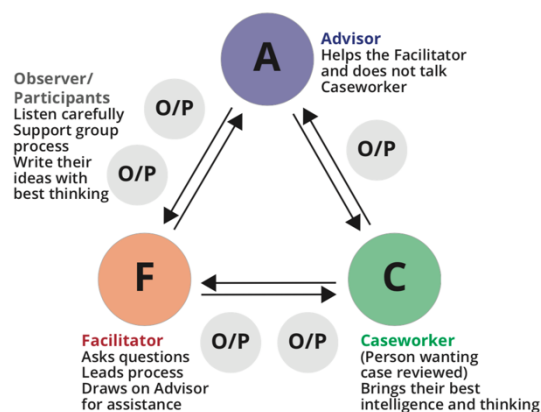 A
Advisor
Helps the Facilitator
and does not talk
Caseworker
Observer/
Participants
Listen carefully
Support group
process
Write their
ideas with
best thinking
O/P
O/P
O/P
F
C
Facilitator
Asks questions
Leads process
Draws on Advisor
for assistance
O/P
O/P
Caseworker
(Person wanting
case reviewed)
Brings their best
intelligence and thinking